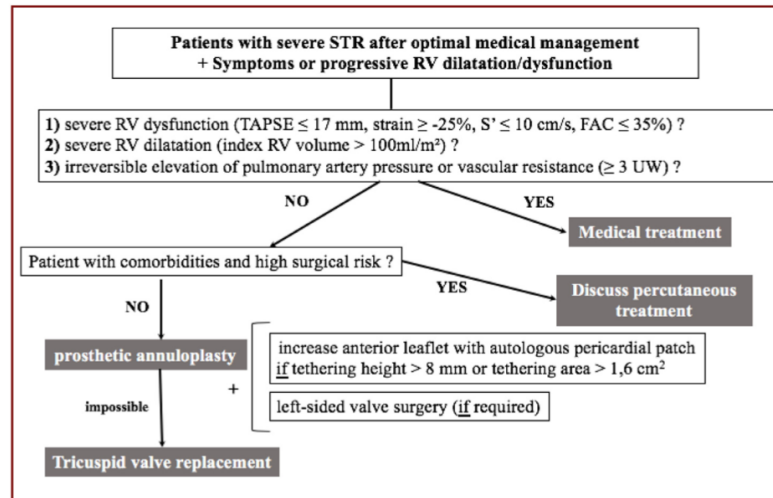 Patients with severe STR after optimal medical management
+ Symptoms or progressive RV dilatation/dysfunction
1) severe RV dysfunction (TAPSE ≤ 17 mm, strain ≥ -25%, S’ ≤ 10 cm/s, FAC ≤ 35%) ?
2) severe RV dilatation (index RV volume > 100ml/m²) ?
3) irreversible elevation of pulmonary artery pressure or vascular resistance (≥ 3 UW) ?
NO
YES
Medical treatment
Patient with comorbidities and high surgical risk ?
YES
Discuss percutaneous
treatment
NO
prosthetic annuloplasty
+
increase anterior leaflet with autologous pericardial patch
if tethering height > 8 mm or tethering area > 1,6 cm²
left-sided valve surgery (if required)
impossible
Tricuspid valve replacement